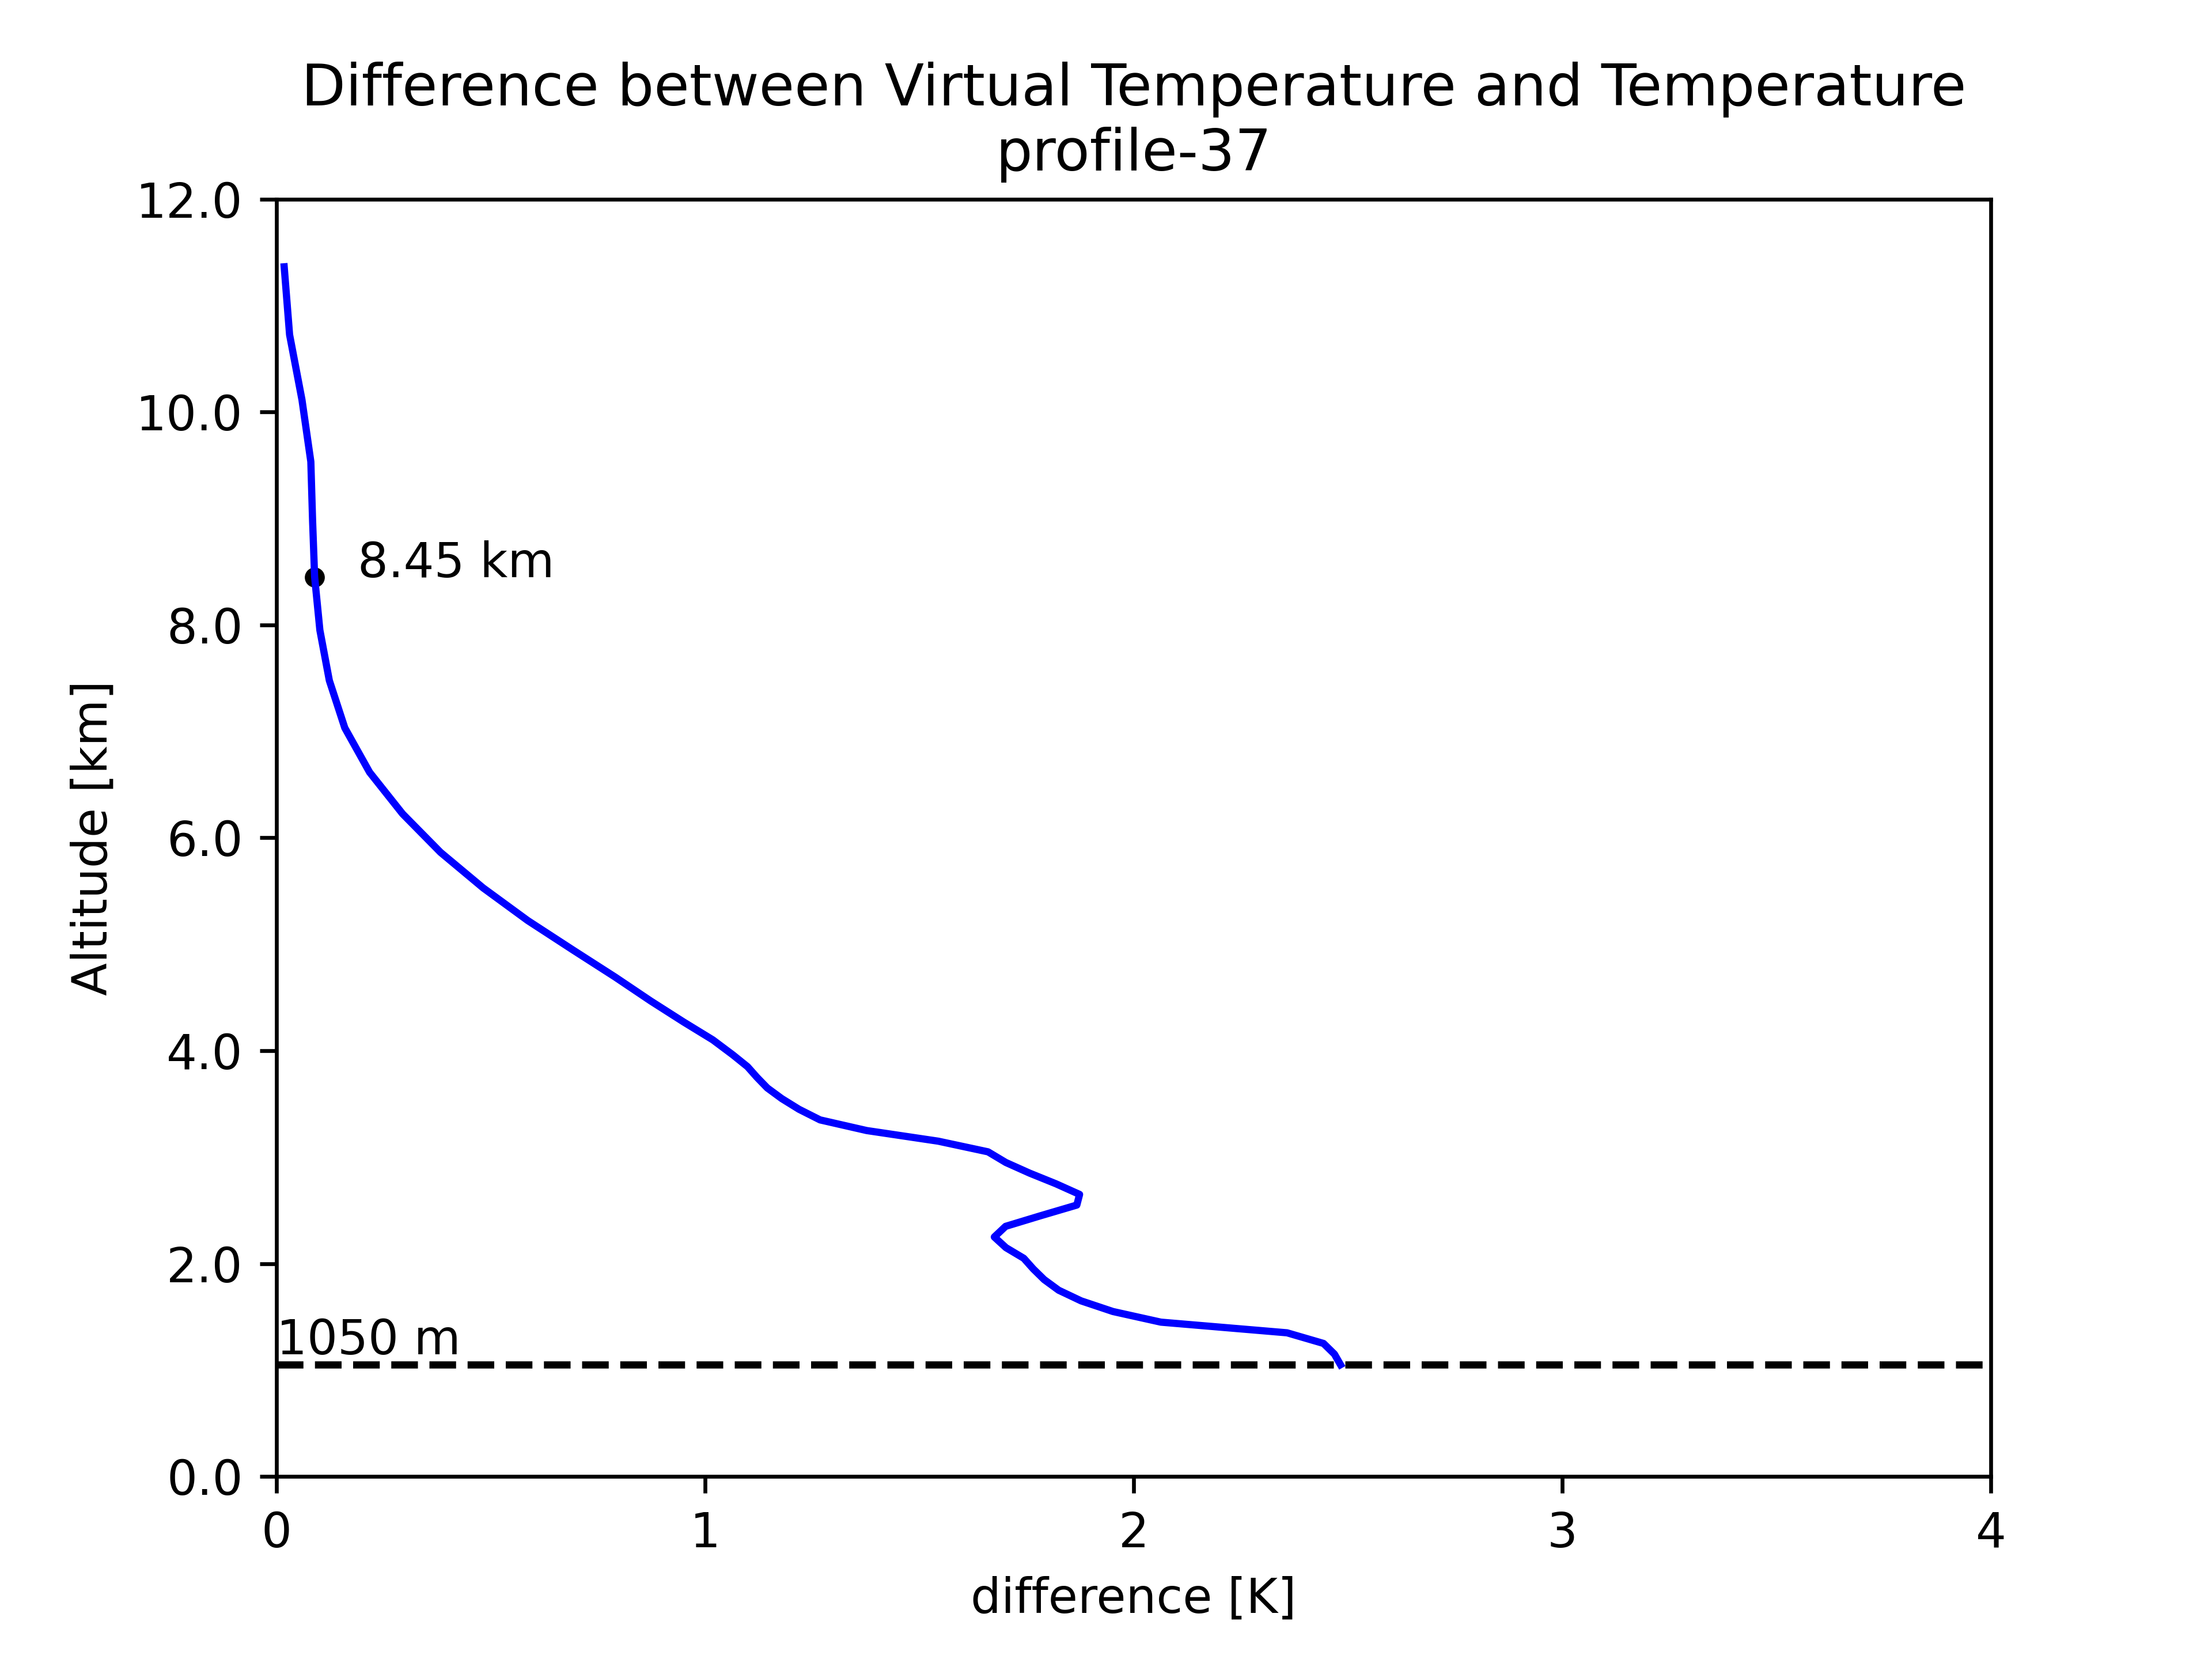 Difference between Virtual Temperature and Temperature
profile-37
12.0
10.0
8.45 km
8.0
6.0
4.0
2.0
1050 m
0.0
Altitude [km]
0 1 2 3 4
difference [K]